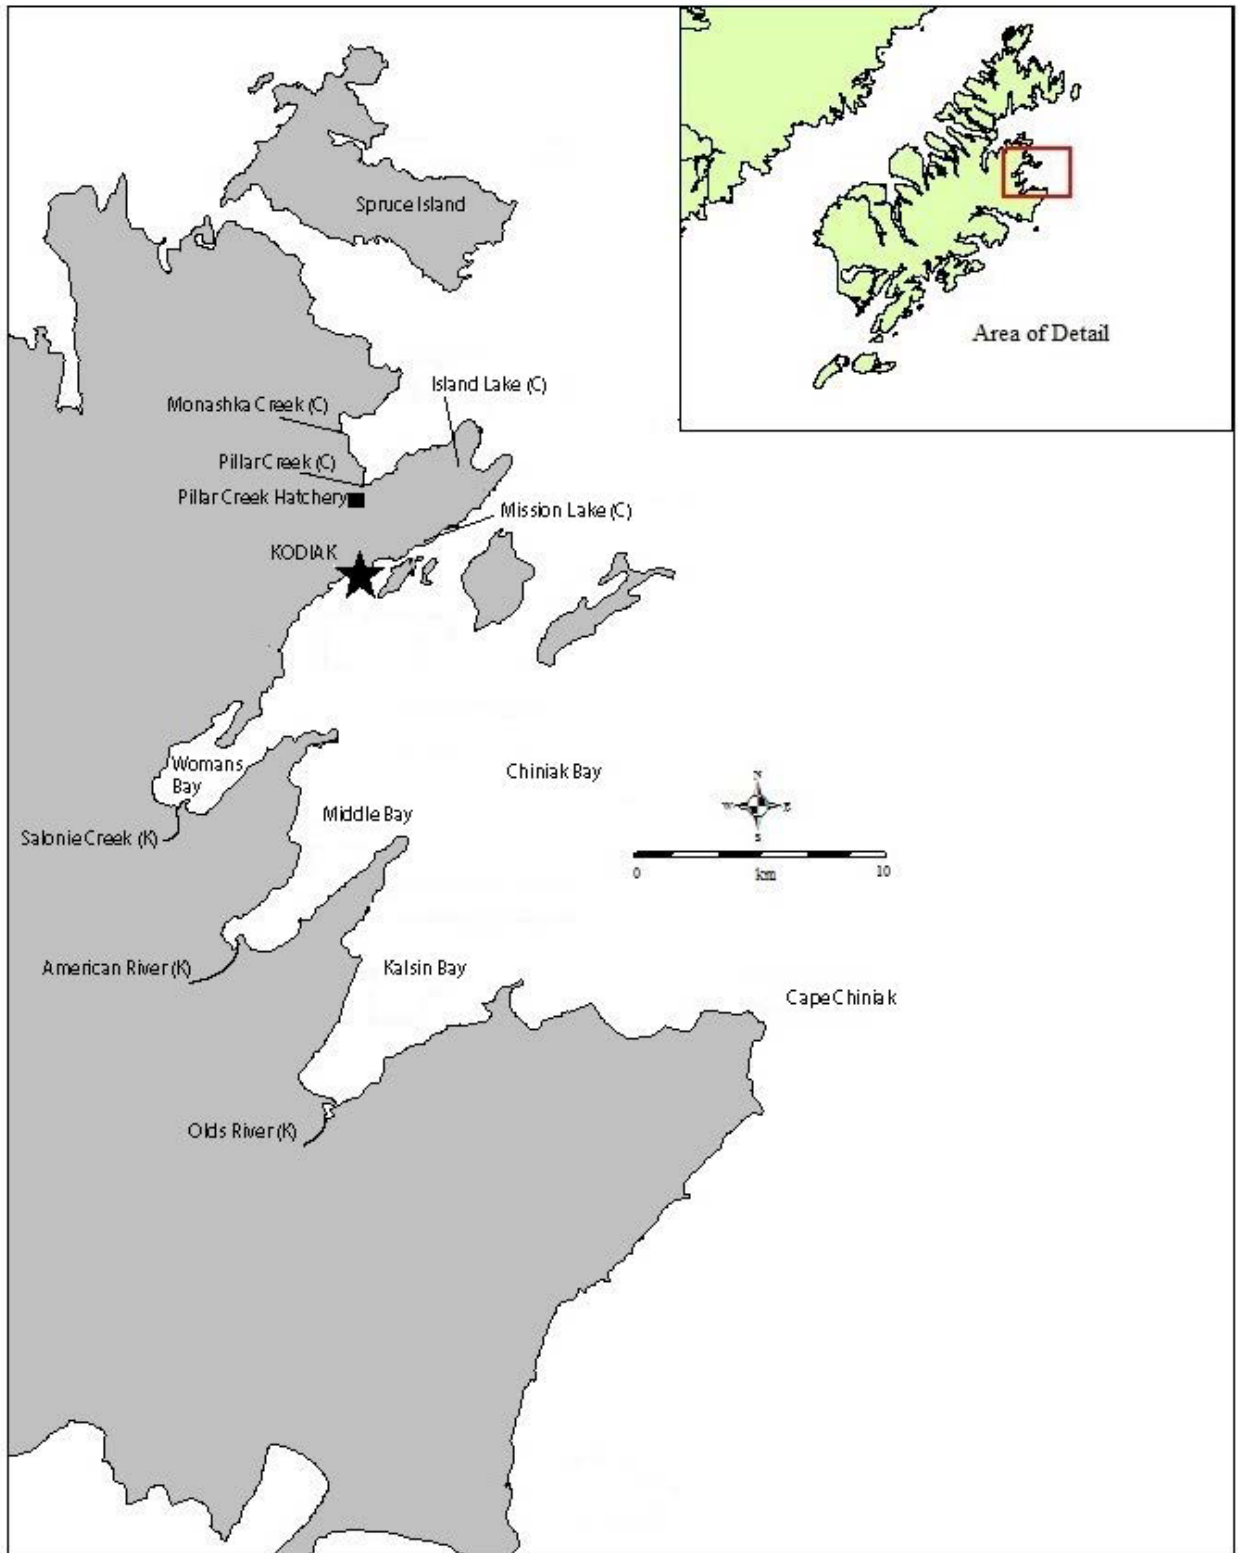 Spruce Island
Area of Detail
Island Lake (C)
Monashka Creek (C)
Pillar Creek (C)
Pillar Creek Hatchery
Mission Lake (C)
KODIAK
Womans
Bay
Chiniak Bay
N
W E
S
Middle Bay
Salonie Creek (K)
0 km 10
American River (K)
Kalsin Bay
Cape Chiniak
Olds River (K)